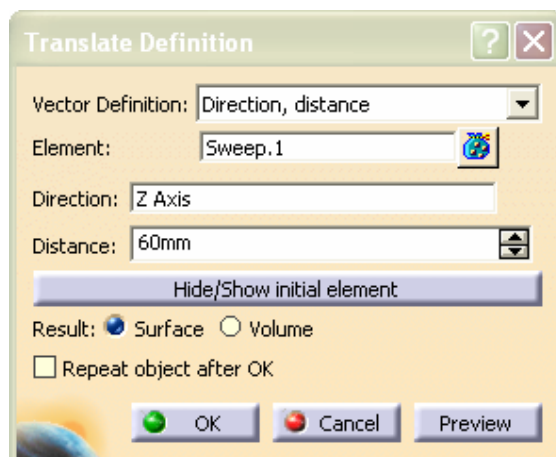 Translate Definition
Vector Definition: Direction, distance
Element: Sweep.1
Direction: Z Axis
Distance: 60mm
Hide/Show initial element
Result: Surface Volume
Repeat object after OK
OK Cancel Preview